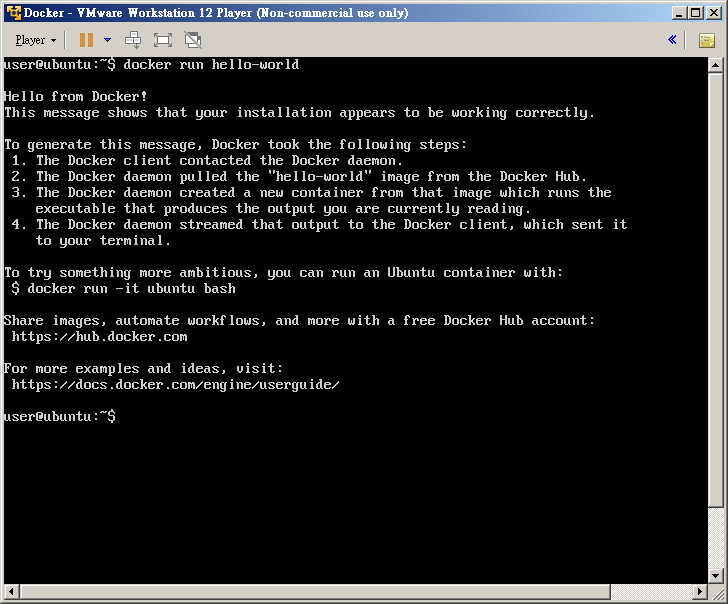 Docker - VMware Workstation 12 Player (Non-commercial use only)
Player
user@ubuntu:~$ docker run hello-world
Hello from Docker!
This message shows that your installation appears to be working correctly.
To generate this message, Docker took the following steps:
1. The Docker client contacted the Docker daemon.
2. The Docker daemon pulled the "hello-world" image from the Docker Hub.
3. The Docker daemon created a new container from that image which runs the
executable that produces the output you are currently reading.
4. The Docker daemon streamed that output to the Docker client, which sent it
to your terminal.
To try something more ambitious, you can run an Ubuntu container with:
$ docker run -it ubuntu bash
Share images, automate workflows, and more with a free Docker Hub account:
https://hub.docker.com
For more examples and ideas, visit:
https://docs.docker.com/engine/userguide/
user@ubuntu:~$